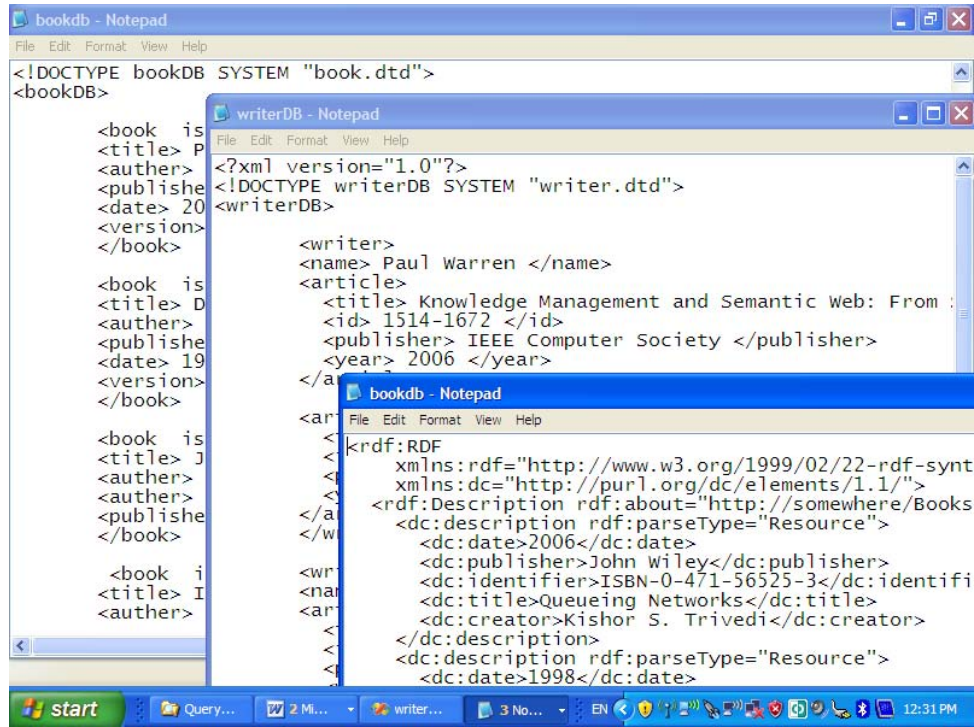 bookdb - Notepad
File Edit Format View Help
<!DOCTYPE bookDB SYSTEM "book.dtd">
<bookDB>
<book is
<title> P
<auther>
<publishe
<date> 20
<version>
</book>
<book is
<title> D
<auther>
<publishe
<date> 19
<version>
</book>
<book is
<title> J
<auther>
<auther>
<publishe
</book>
<book i
<title> I
<auther>
writerDB - Notepad
File Edit Format View Help
<?xml version="1.0"?>
<!DOCTYPE writerDB SYSTEM "writer.dtd">
<writerDB>
<writer>
<name> Paul Warren </name>
<article>
<title> Knowledge Management and Semantic Web: From
<id> 1514-1672 </id>
<publisher> IEEE Computer Society </publisher>
<year> 2006 </year>
</a
<ar
<
<
<
<
</a
</w
<wr
<na
<ar
<
<
<
bookdb - Notepad
File Edit Format View Help
<rdf:RDF
xmlns:rdf="http://www.w3.org/1999/02/22-rdf-synt
xmlns:dc="http://purl.org/dc/elements/1.1/">
<rdf:Description rdf:about="http://somewhere/Books
<dc:description rdf:parseType="Resource">
<dc:date>2006</dc:date>
<dc:publisher>John Wiley</dc:publisher>
<dc:identifier>ISBN-0-471-56525-3</dc:identifi
<dc:title>Queueing Networks</dc:title>
<dc:creator>Kishor S. Trivedi</dc:creator>
</dc:description>
<dc:description rdf:parseType="Resource">
<dc:date>1998</dc:date>
start Query... 2 Mi... writer... 3 No... EN 12:31 PM